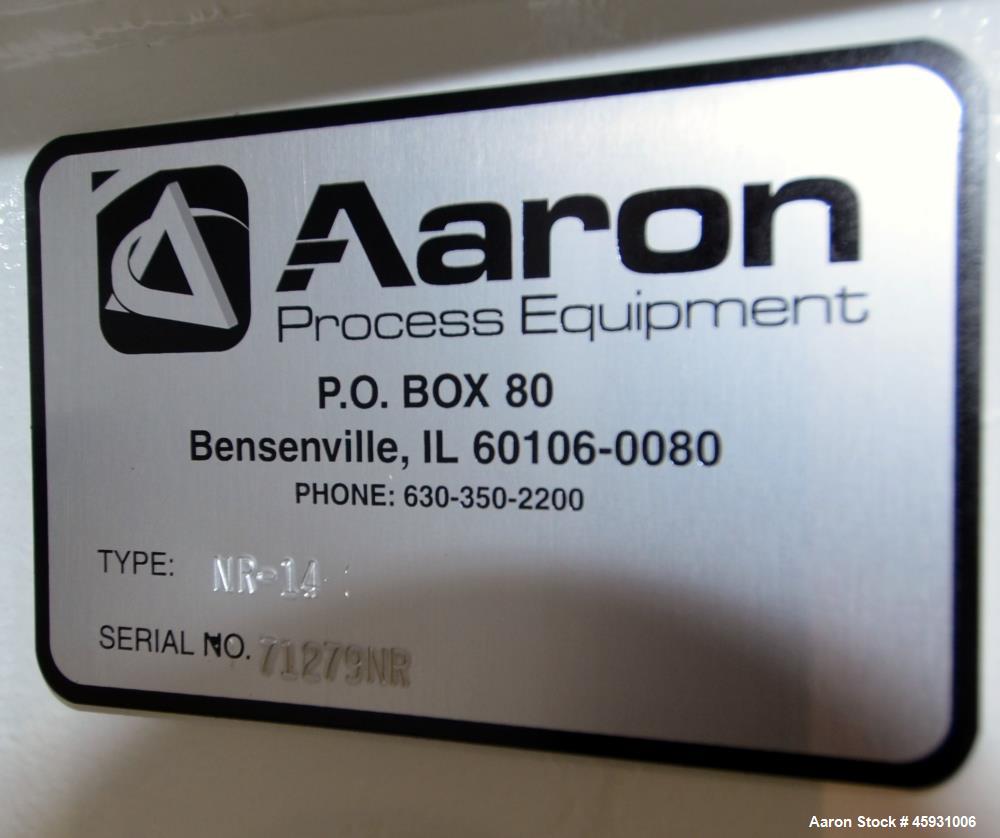 Aaron
Process Equipment
P.O. BOX 80
Bensenville, IL 60106-0080
PHONE: 630-350-2200
TYPE: NR-14
SERIAL NO. 71279NR
Aaron Stock # 45931006